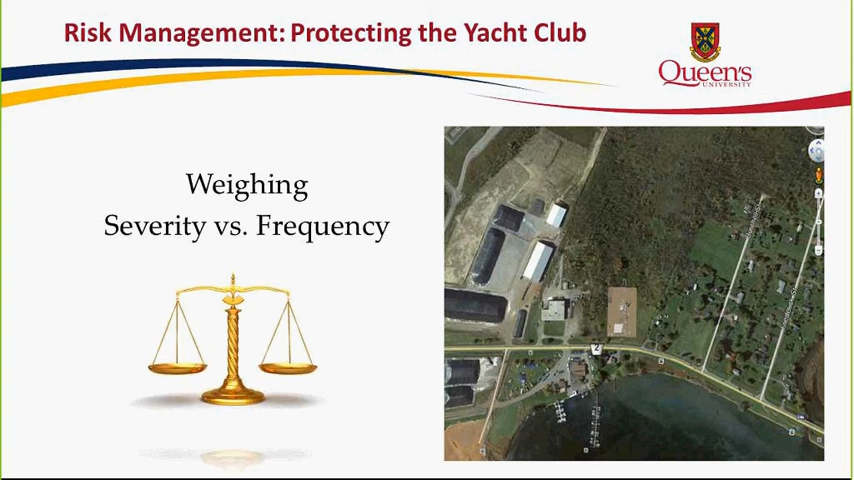 Risk Management: Protecting the Yacht Club
Queen's
UNIVERSITY
Weighing
Severity vs. Frequency
2